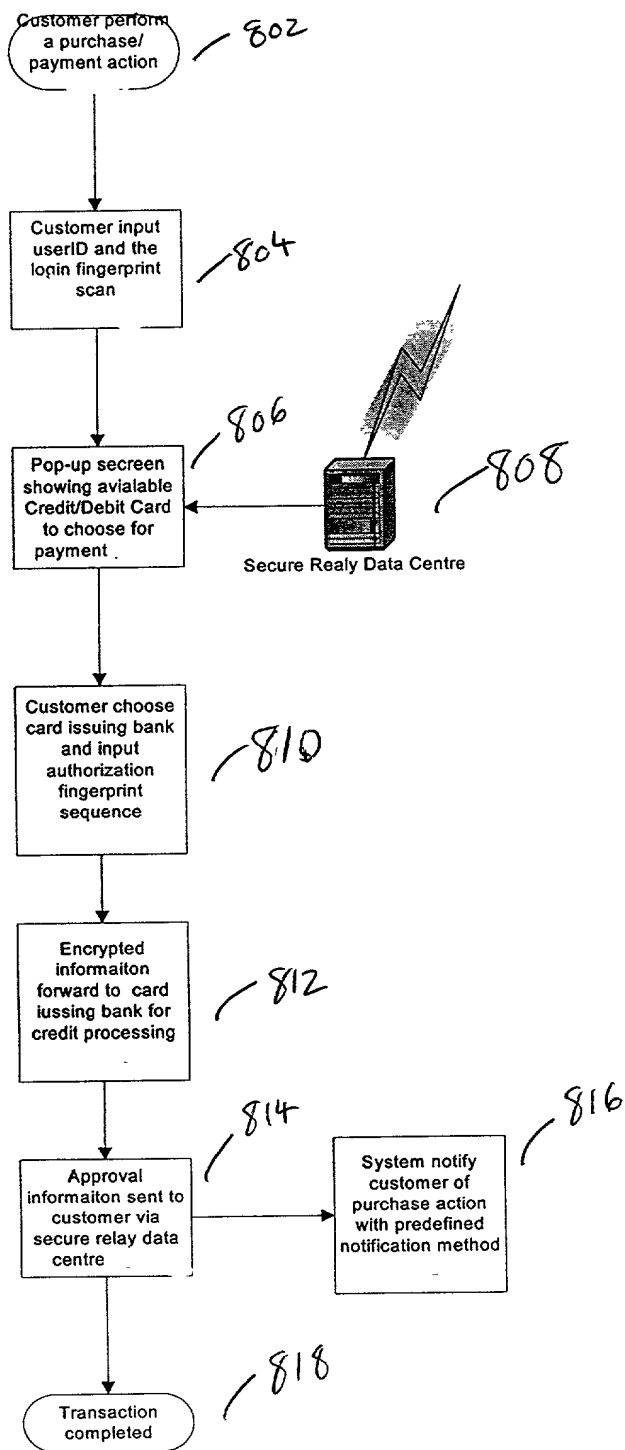 Customer perform
a purchase/
payment action
802
Customer input
userID and the
login fingerprint
scan
804
806
Pop-up secreen
showing avialable
Credit/Debit Card
to choose for
payment
808
Secure Realy Data Centre
Customer choose
card issuing bank
and input
authorization
fingerprint
sequence
810
Encrypted
informaiton
forward to card
iussing bank for
credit processing
812
814
Approval
informaiton sent to
customer via
secure relay data
centre
816
System notify
customer of
purchase action
with predefined
notification method
818
Transaction
completed